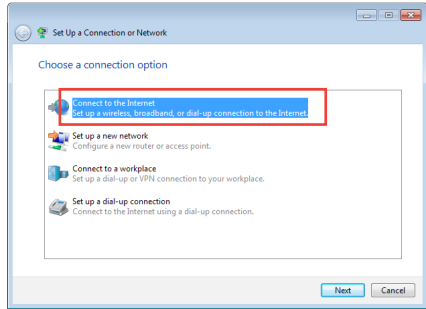 Set Up a Connection or Network
Choose a connection option
Connect to the Internet
Set up a wireless, broadband, or dial-up connection to the Internet.
Set up a new network
Configure a new router or access point.
Connect to a workplace
Set up a dial-up or VPN connection to your workplace.
Set up a dial-up connection
Connect to the Internet using a dial-up connection.
Next Cancel